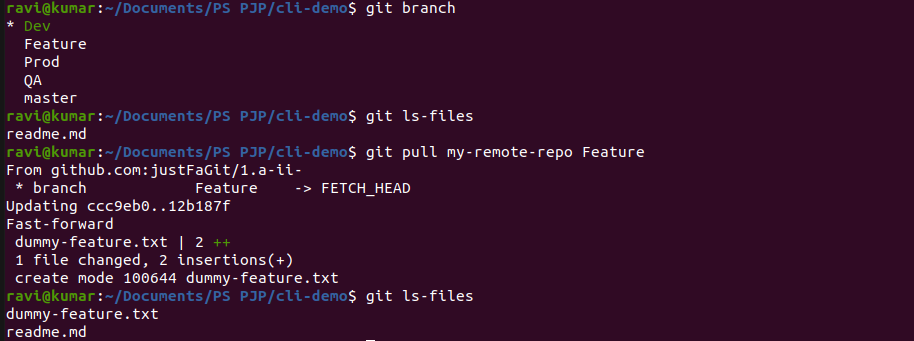 ravi@kumar:~/Documents/PS PJP/cli-demo$ git branch
* Dev
  Feature
  Prod
  QA
  master
ravi@kumar:~/Documents/PS PJP/cli-demo$ git ls-files
readme.md
ravi@kumar:~/Documents/PS PJP/cli-demo$ git pull my-remote-repo Feature
From github.com:justFaGit/1.a-ii-
 * branch            Feature    -> FETCH_HEAD
Updating ccc9eb0..12b187f
Fast-forward
 dummy-feature.txt | 2 ++
 1 file changed, 2 insertions(+)
 create mode 100644 dummy-feature.txt
ravi@kumar:~/Documents/PS PJP/cli-demo$ git ls-files
dummy-feature.txt
readme.md